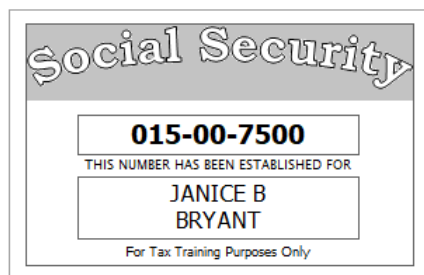 Social Security
015-00-7500
THIS NUMBER HAS BEEN ESTABLISHED FOR
JANICE B
BRYANT
For Tax Training Purposes Only